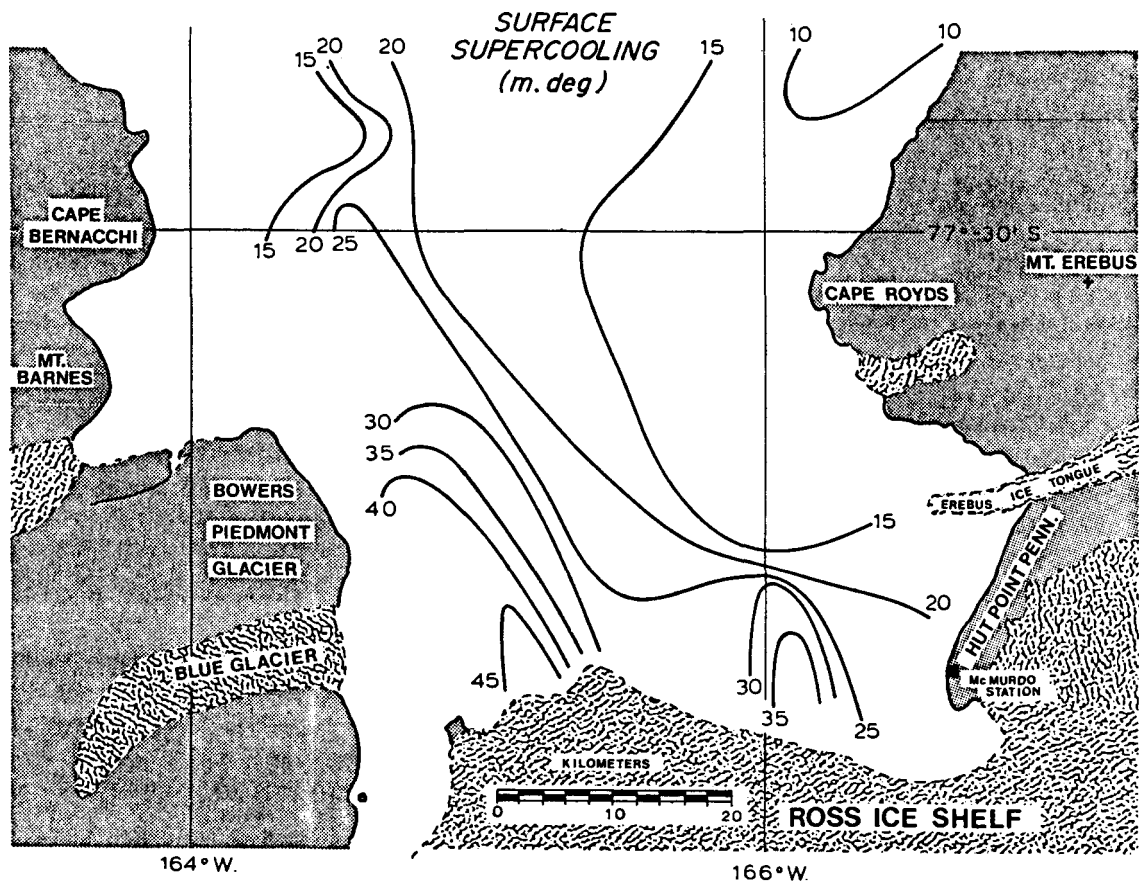 SURFACE
SUPERCOOLING
(m. deg)
20
15
20
15
10
10
CAPE
BERNACCHI
15
20
25
77°-30' S
MT. EREBUS
CAPE ROYDS
MT.
BARNES
30
35
40
BOWERS
PIEDMONT
GLACIER
EREBUS ICE TONGUE
15
HUT POINT PENN.
20
BLUE GLACIER
45
30
35
25
Mc MURDO
STATION
KILOMETERS
0 10 20
ROSS ICE SHELF
164° W.
166° W.